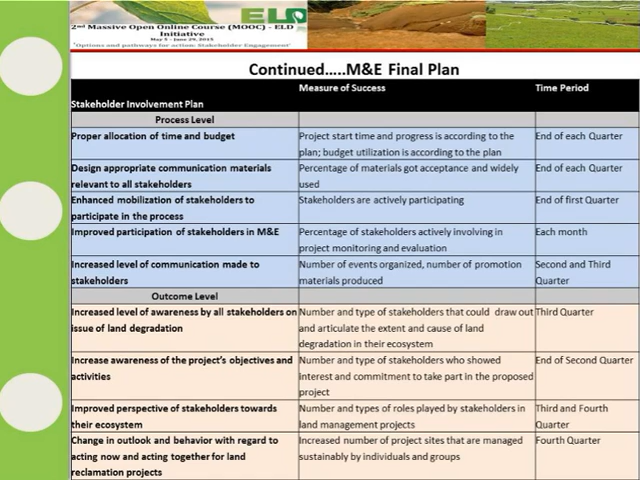 ELD
2nd Massive Open Online Course (MOOC) - ELD
Initiative
May 5 - June 29, 2015
"Options and pathways for action: Stakeholder Engagement"
Continued.....M&E Final Plan
Stakeholder Involvement Plan | Measure of Success | Time Period
Process Level
Proper allocation of time and budget | Project start time and progress is according to the | End of each Quarter
plan; budget utilization is according to the plan
Design appropriate communication materials | Percentage of materials got acceptance and widely | End of each Quarter
relevant to all stakeholders | used
Enhanced mobilization of stakeholders to | Stakeholders are actively participating | End of first Quarter
participate in the process
Improved participation of stakeholders in M&E | Percentage of stakeholders actively involving in | Each month
project monitoring and evaluation
Increased level of communication made to | Number of events organized, number of promotion | Second and Third
stakeholders | materials produced | Quarter
Outcome Level
Increased level of awareness by all stakeholders on | Number and type of stakeholders that could draw out | Third Quarter
issue of land degradation | and articulate the extent and cause of land
degradation in their ecosystem
Increase awareness of the project's objectives and | Number and type of stakeholders who showed | End of Second Quarter
activities | interest and commitment to take part in the proposed
project
Improved perspective of stakeholders towards | Number and types of roles played by stakeholders in | Third and Fourth
their ecosystem | land management projects | Quarter
Change in outlook and behavior with regard to | Increased number of project sites that are managed | Fourth Quarter
acting now and acting together for land | sustainably by individuals and groups
reclamation projects